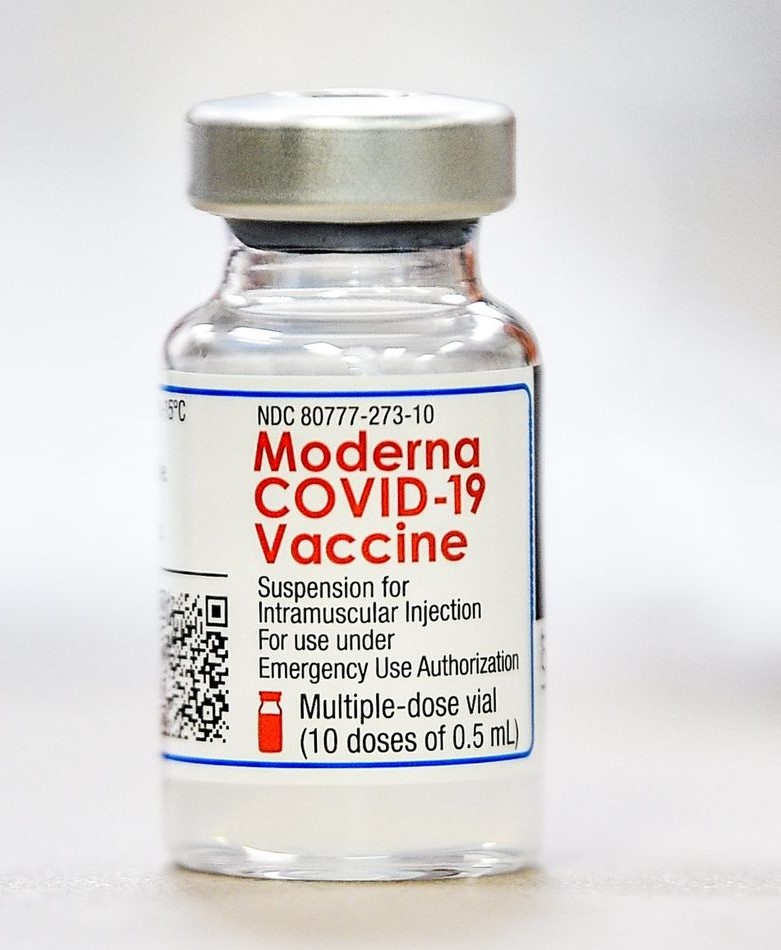 15°C
NDC 80777-273-10
Moderna
COVID-19
Vaccine
Suspension for
Intramuscular Injection
For use under
Emergency Use Authorization
Multiple-dose vial
(10 doses of 0.5 mL)